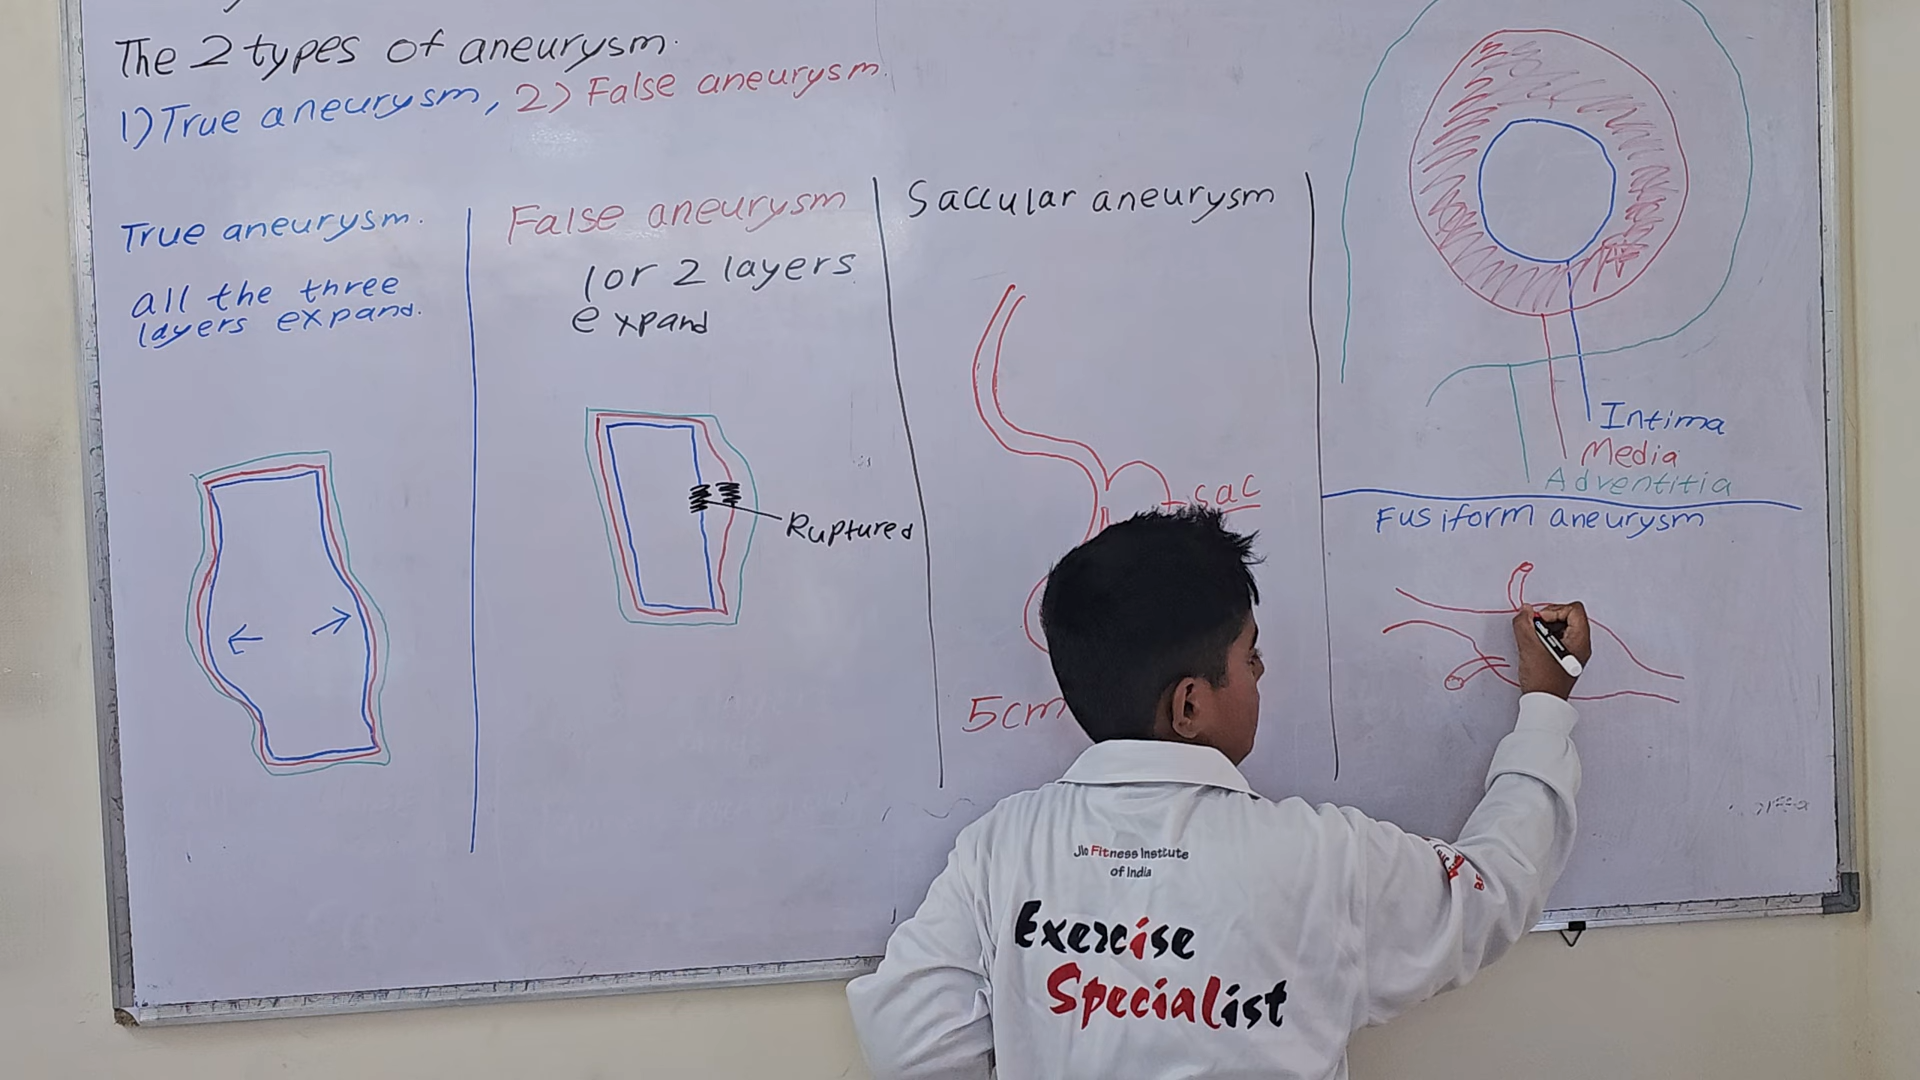 The 2 types of aneurysm.
1) True aneurysm, 2) False aneurysm.
True aneurysm.
all the three
layers expand.
False aneurysm
1 or 2 layers
expand
Ruptured
Saccular aneurysm
sac
5cm
Intima
Media
Adventitia
Fusiform aneurysm
Jlo Fitness Institute
of India
Exercise
Specialist